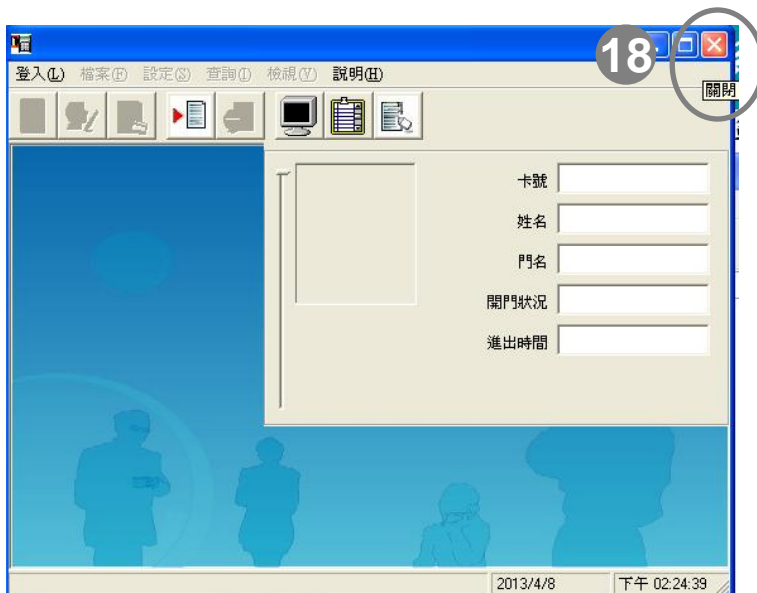 18
關閉
登入(L) 檔案(F) 設定(S) 查詢(I) 檢視(V) 說明(H)
卡號
姓名
門名
開門狀況
進出時間
2013/4/8 下午 02:24:39